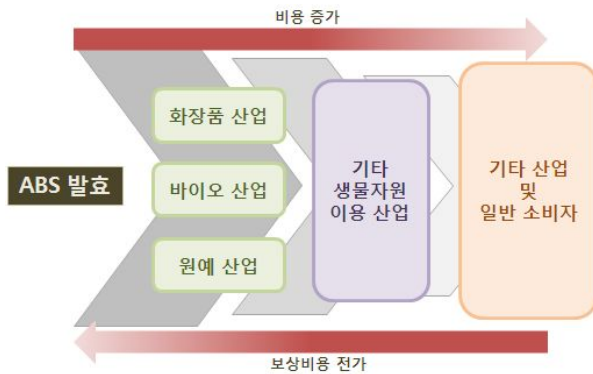 비용 증가
ABS 발효
화장품 산업
바이오 산업
원예 산업
기타
생물자원
이용 산업
기타 산업
및
일반 소비자
보상비용 전가